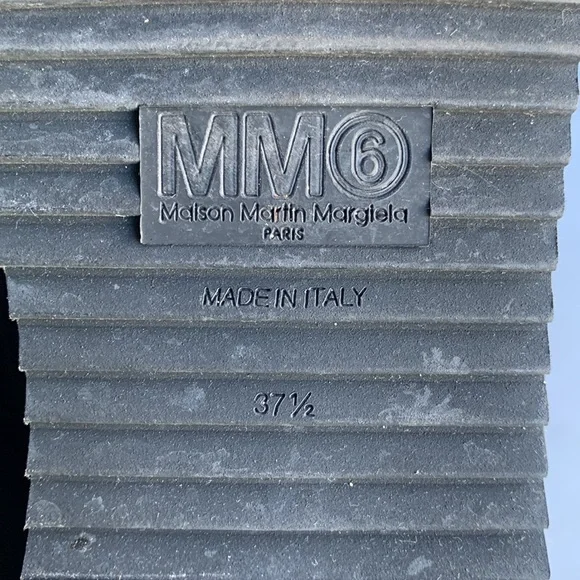 MM6
Maison Martin Margiela
PARIS
MADE IN ITALY
37½